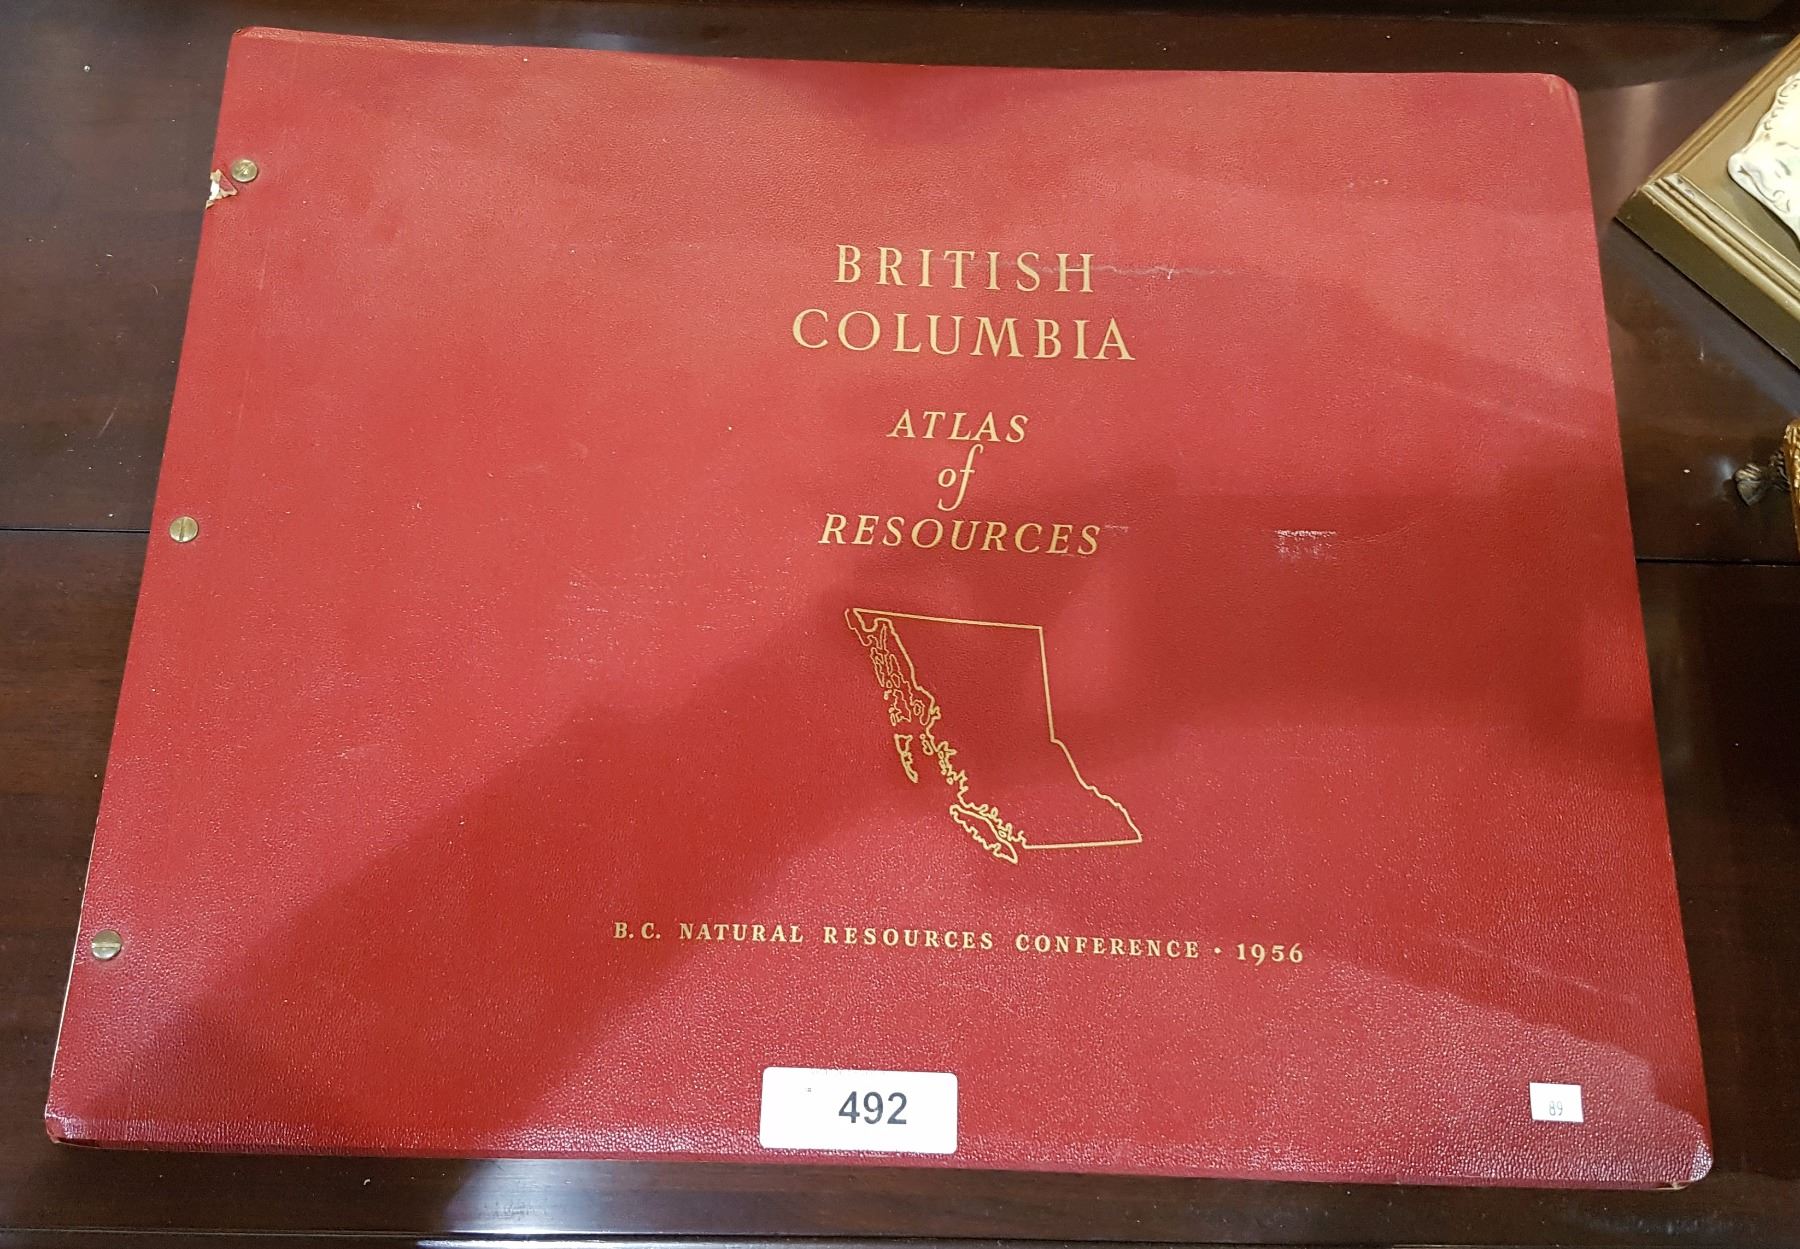 BRITISH
COLUMBIA
ATLAS
of
RESOURCES
B.C. NATURAL RESOURCES CONFERENCE · 1956
492
89